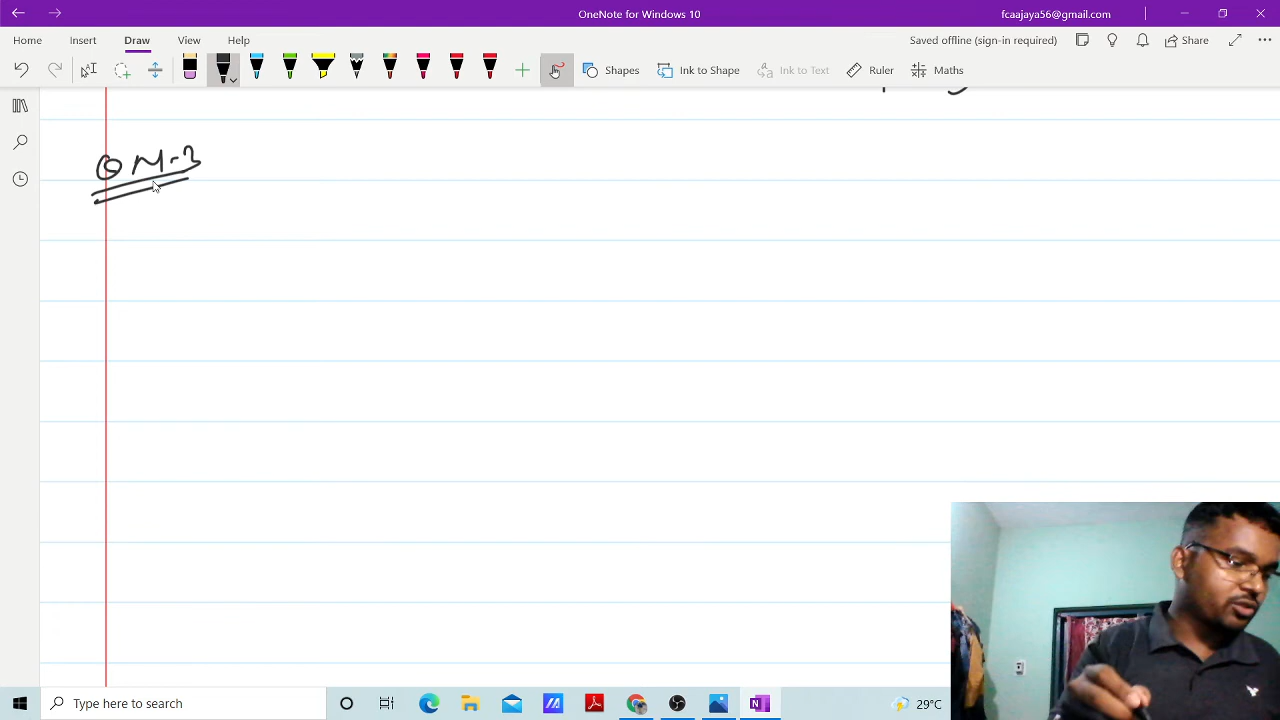 OneNote for Windows 10
fcaajaya56@gmail.com
Home Insert Draw View Help
Saved offline (sign-in required)
Share
Shapes
Ink to Shape
Ink to Text
Ruler
Maths
Q N-3
Type here to search
29°C